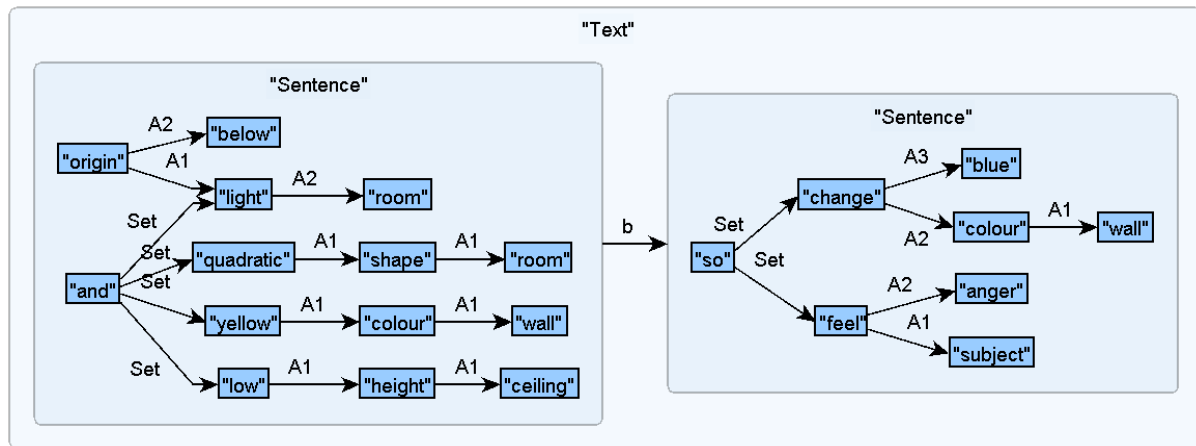 "Text"
"Sentence"
A2
"below"
"origin"
A1
"light"
A2
"room"
Set
Set
"quadratic"
A1
"shape"
A1
"room"
Set
"and"
"yellow"
A1
"colour"
A1
"wall"
Set
"low"
A1
"height"
A1
"ceiling"
b
"Sentence"
A3
"blue"
"change"
Set
A2
"colour"
A1
"wall"
"so"
Set
A2
"anger"
"feel"
A1
"subject"